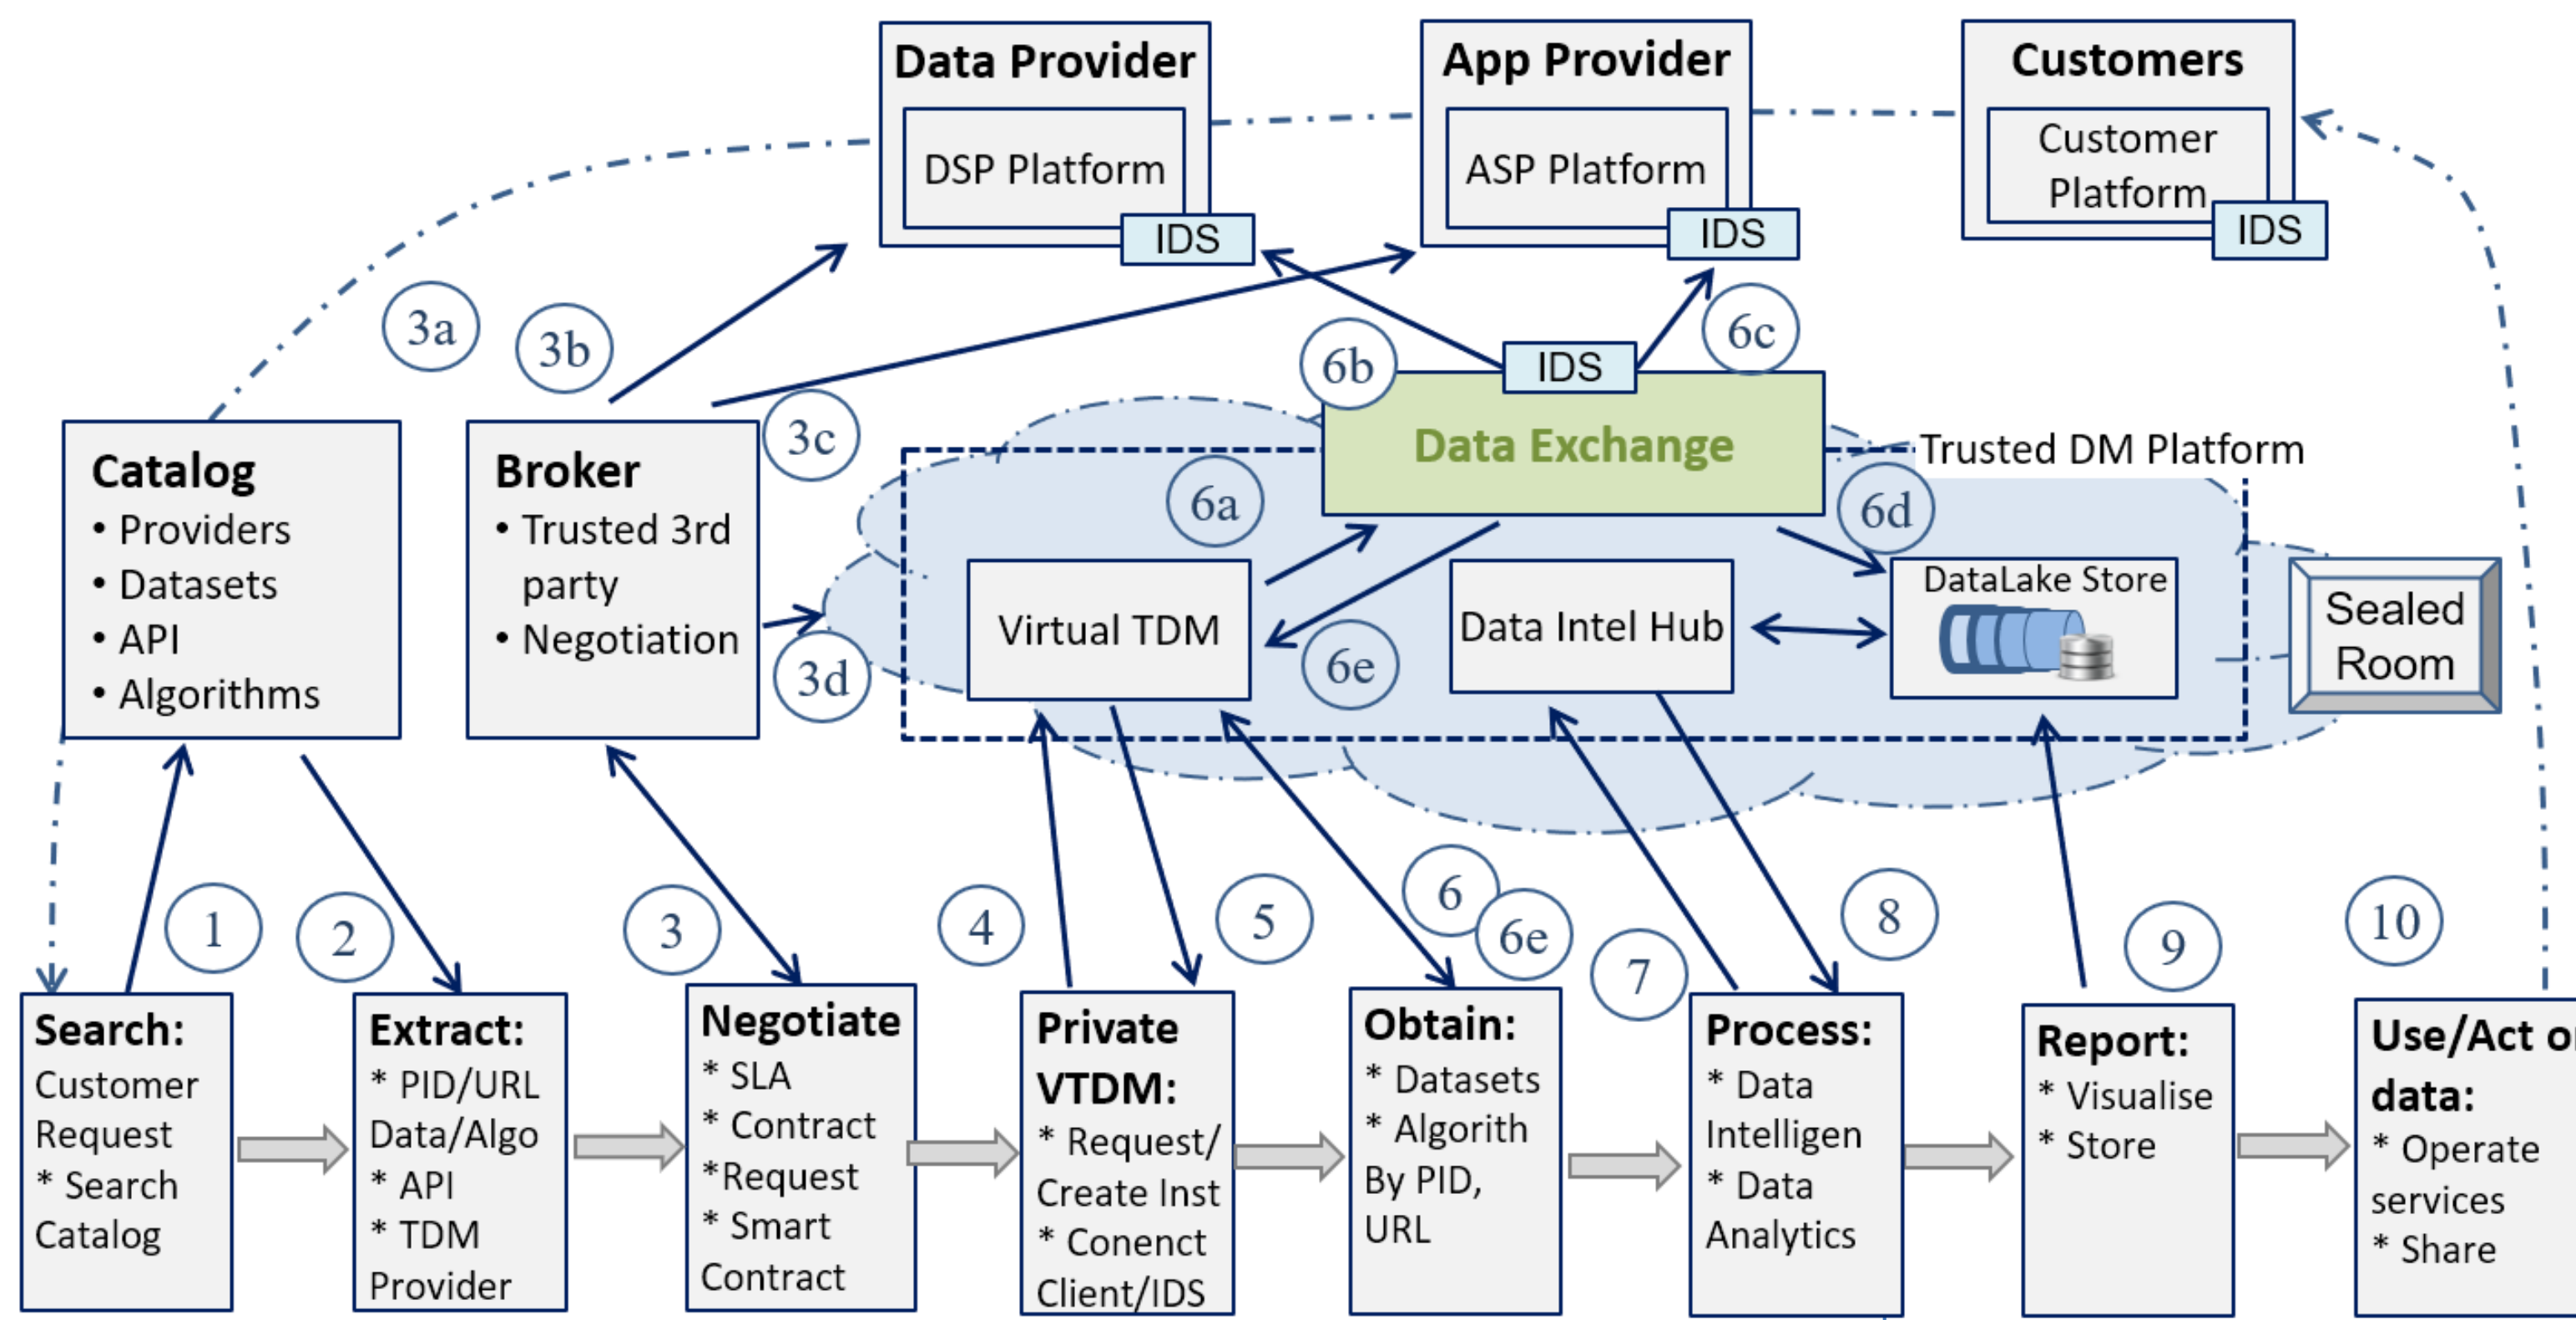 Data Provider
DSP Platform
IDS
App Provider
ASP Platform
IDS
Customers
Customer
Platform
IDS
3a
3b
3c
3d
6b
6c
IDS
Data Exchange
Trusted DM Platform
6a
6d
6e
Catalog
• Providers
• Datasets
• API
• Algorithms
Broker
• Trusted 3rd
party
• Negotiation
Virtual TDM
Data Intel Hub
DataLake Store
Sealed
Room
1
2
3
4
5
6
6e
7
8
9
10
Search:
Customer
Request
* Search
Catalog
Extract:
* PID/URL
Data/Algo
* API
* TDM
Provider
Negotiate
* SLA
* Contract
*Request
* Smart
Contract
Private
VTDM:
* Request/
Create Inst
* Conenct
Client/IDS
Obtain:
* Datasets
* Algorith
By PID,
URL
Process:
* Data
Intelligen
* Data
Analytics
Report:
* Visualise
* Store
Use/Act
data:
* Operate
services
* Share